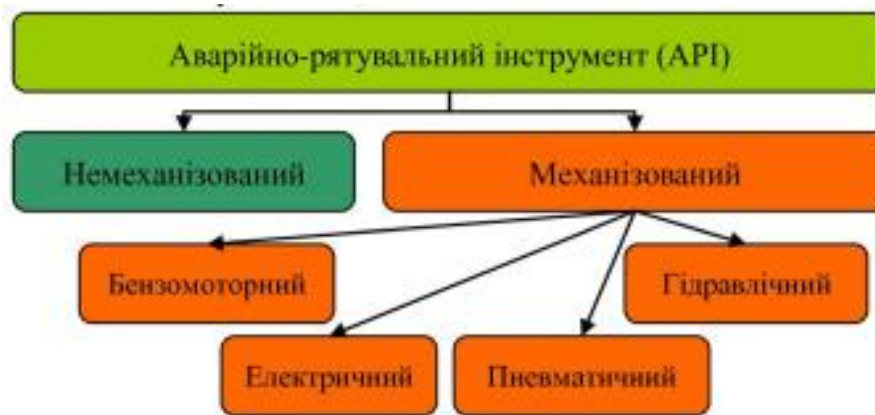 Аварійно-рятувальний інструмент (АРІ)
Немеханізований
Механізований
Бензомоторний
Гідравлічний
Електричний
Пневматичний